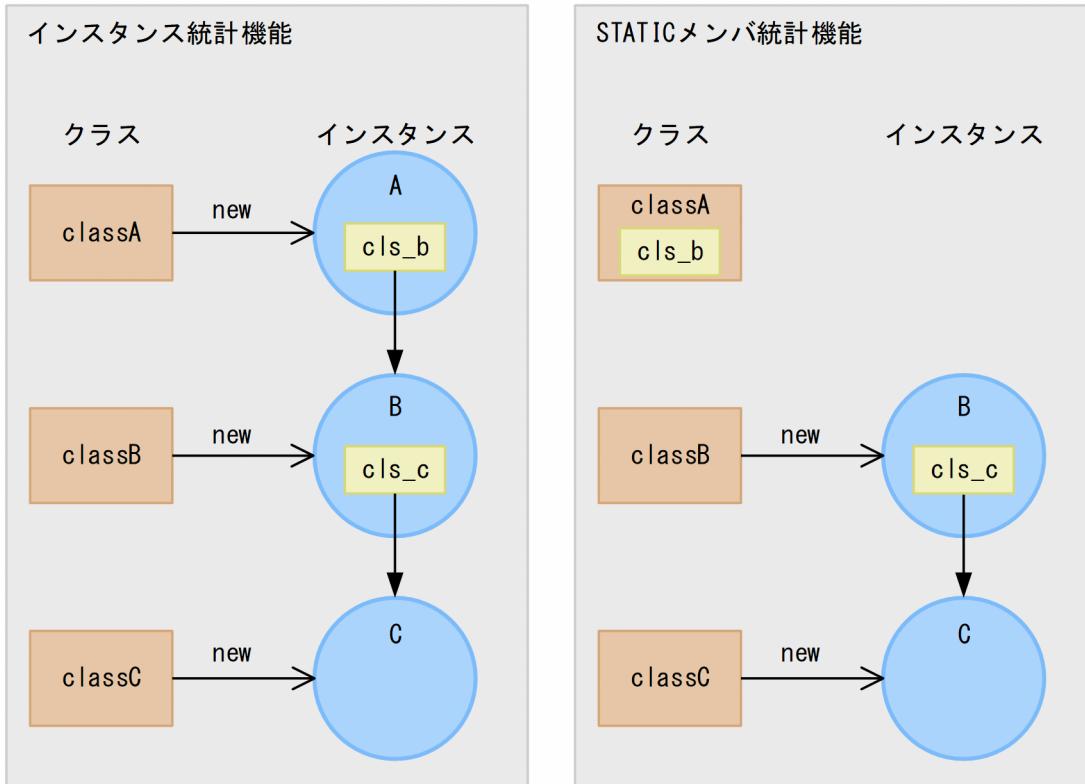 インスタンス統計機能
クラス
インスタンス
classA
new
A
cls_b
classB
new
B
cls_c
classC
new
C
STATICメンバ統計機能
クラス
インスタンス
classA
cls_b
classB
new
B
cls_c
classC
new
C